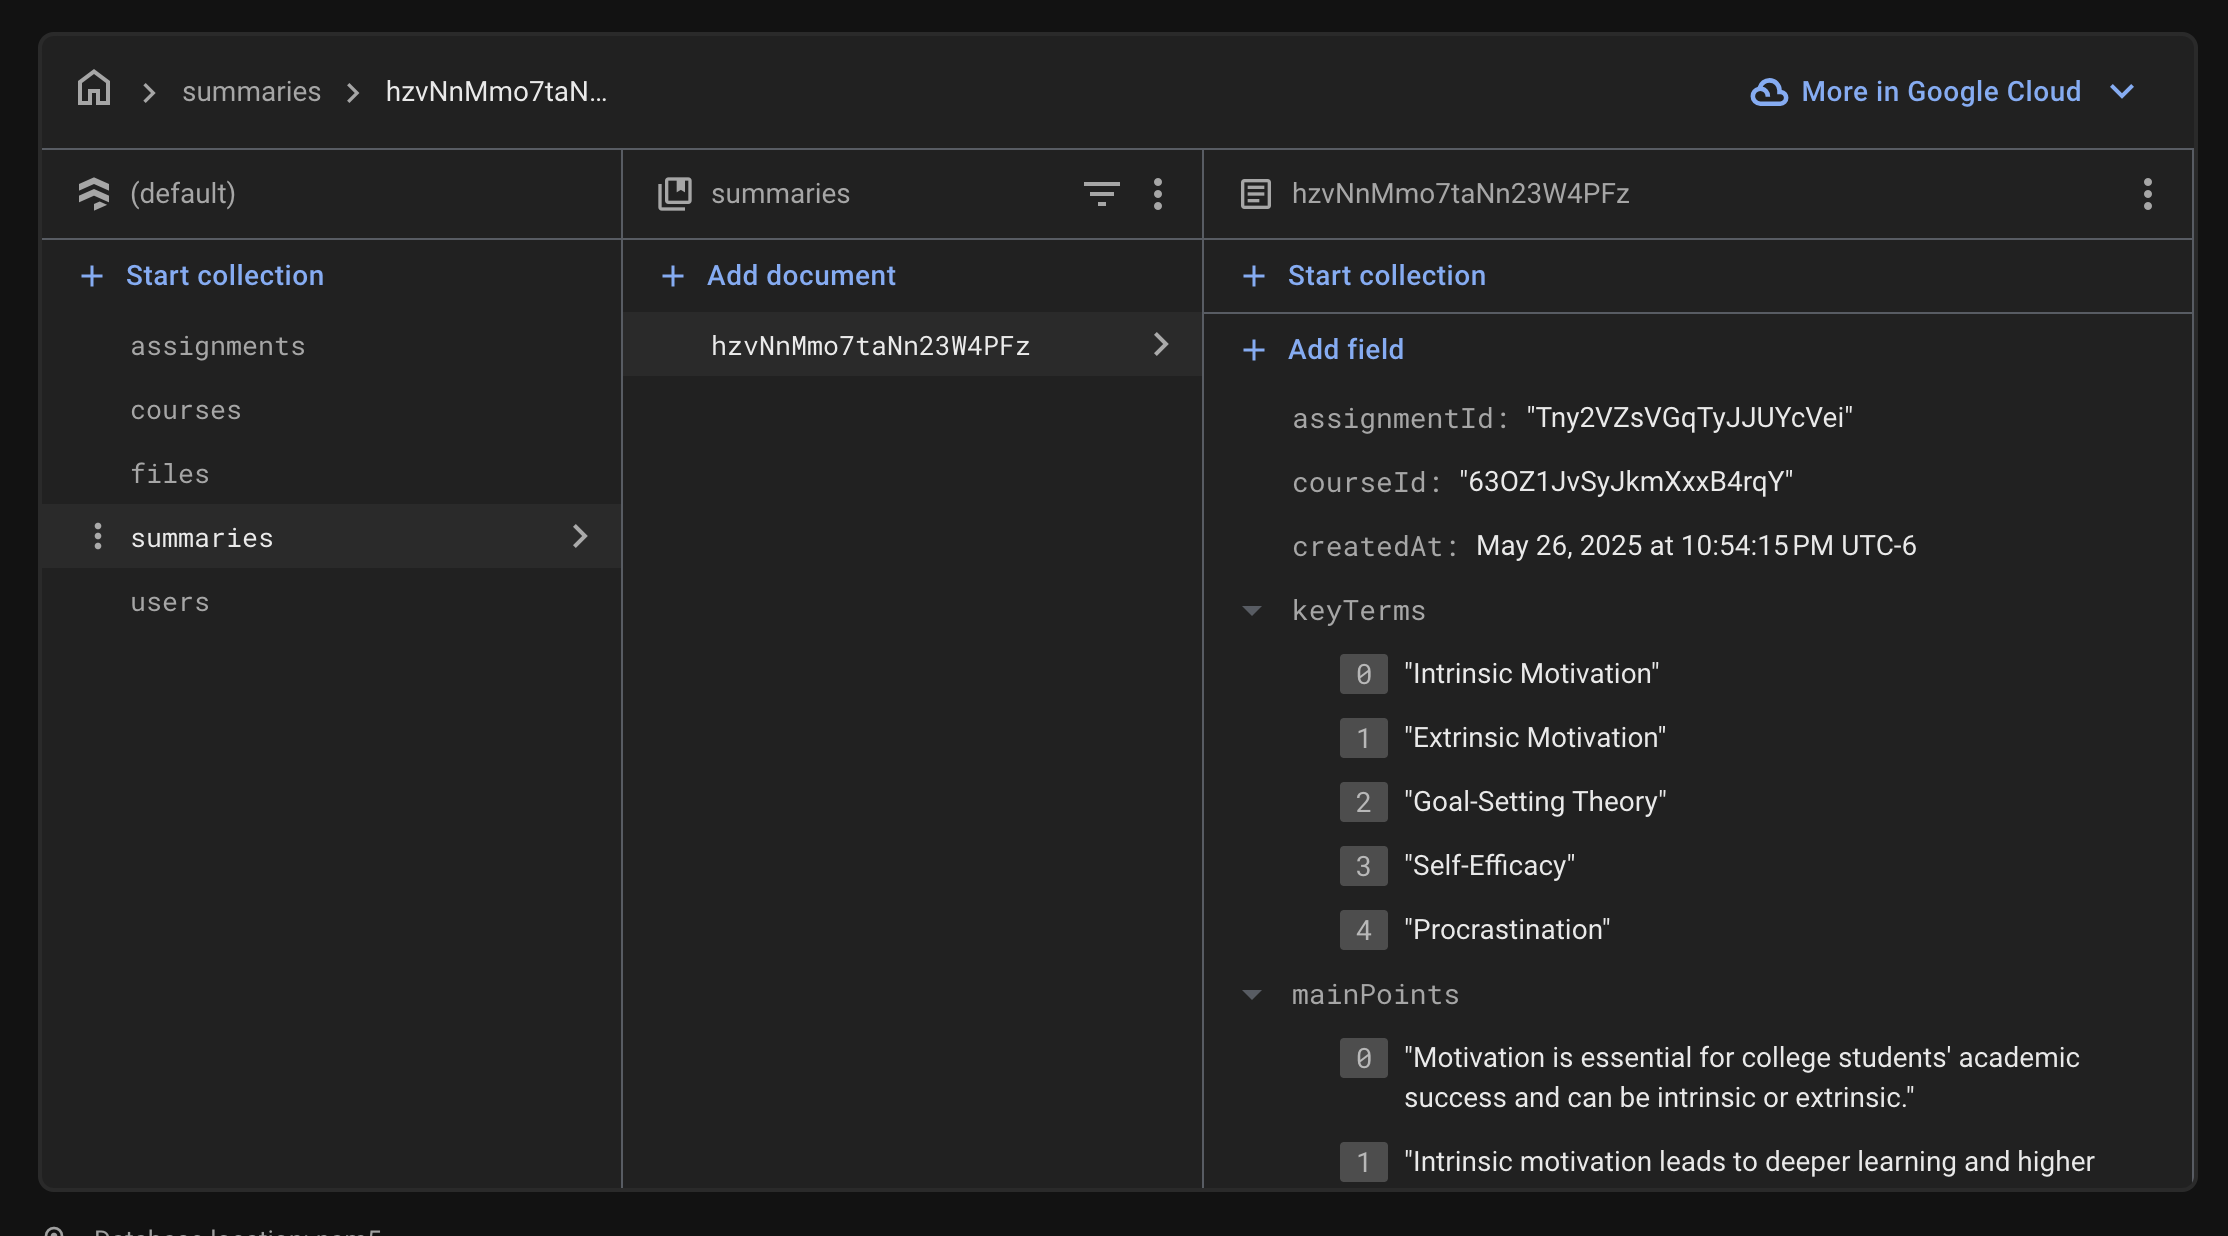 summaries
hzvNnMmo7taN...
More in Google Cloud
(default)
Start collection
assignments
courses
files
summaries
users
summaries
Add document
hzvNnMmo7taNn23W4PFz
hzvNnMmo7taNn23W4PFz
Start collection
Add field
assignmentId: "Tny2VZsVGqTyJJUYcVei"
courseId: "63OZ1JvSyJkmXxxB4rqY"
createdAt: May 26, 2025 at 10:54:15 PM UTC-6
keyTerms
0 "Intrinsic Motivation"
1 "Extrinsic Motivation"
2 "Goal-Setting Theory"
3 "Self-Efficacy"
4 "Procrastination"
mainPoints
0 "Motivation is essential for college students' academic
success and can be intrinsic or extrinsic."
1 "Intrinsic motivation leads to deeper learning and higher
Database location: nam5